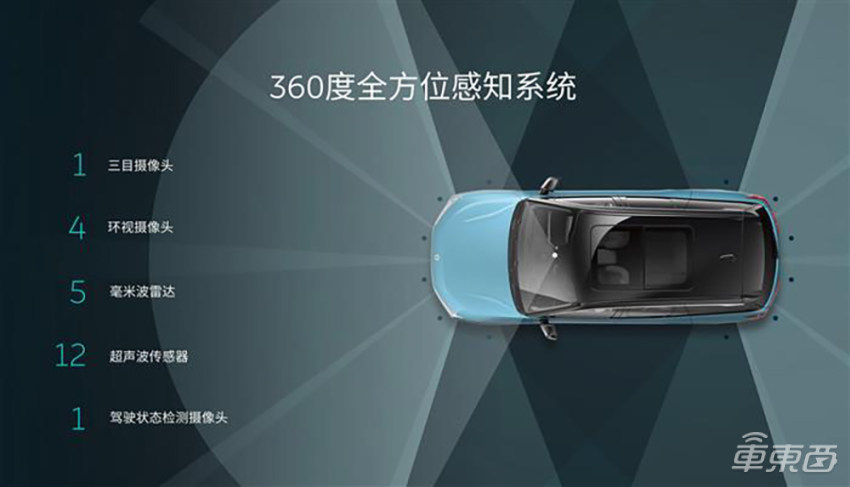 360度全方位感知系统
1 三目摄像头
4 环视摄像头
5 毫米波雷达
12 超声波传感器
1 驾驶状态检测摄像头
車東西